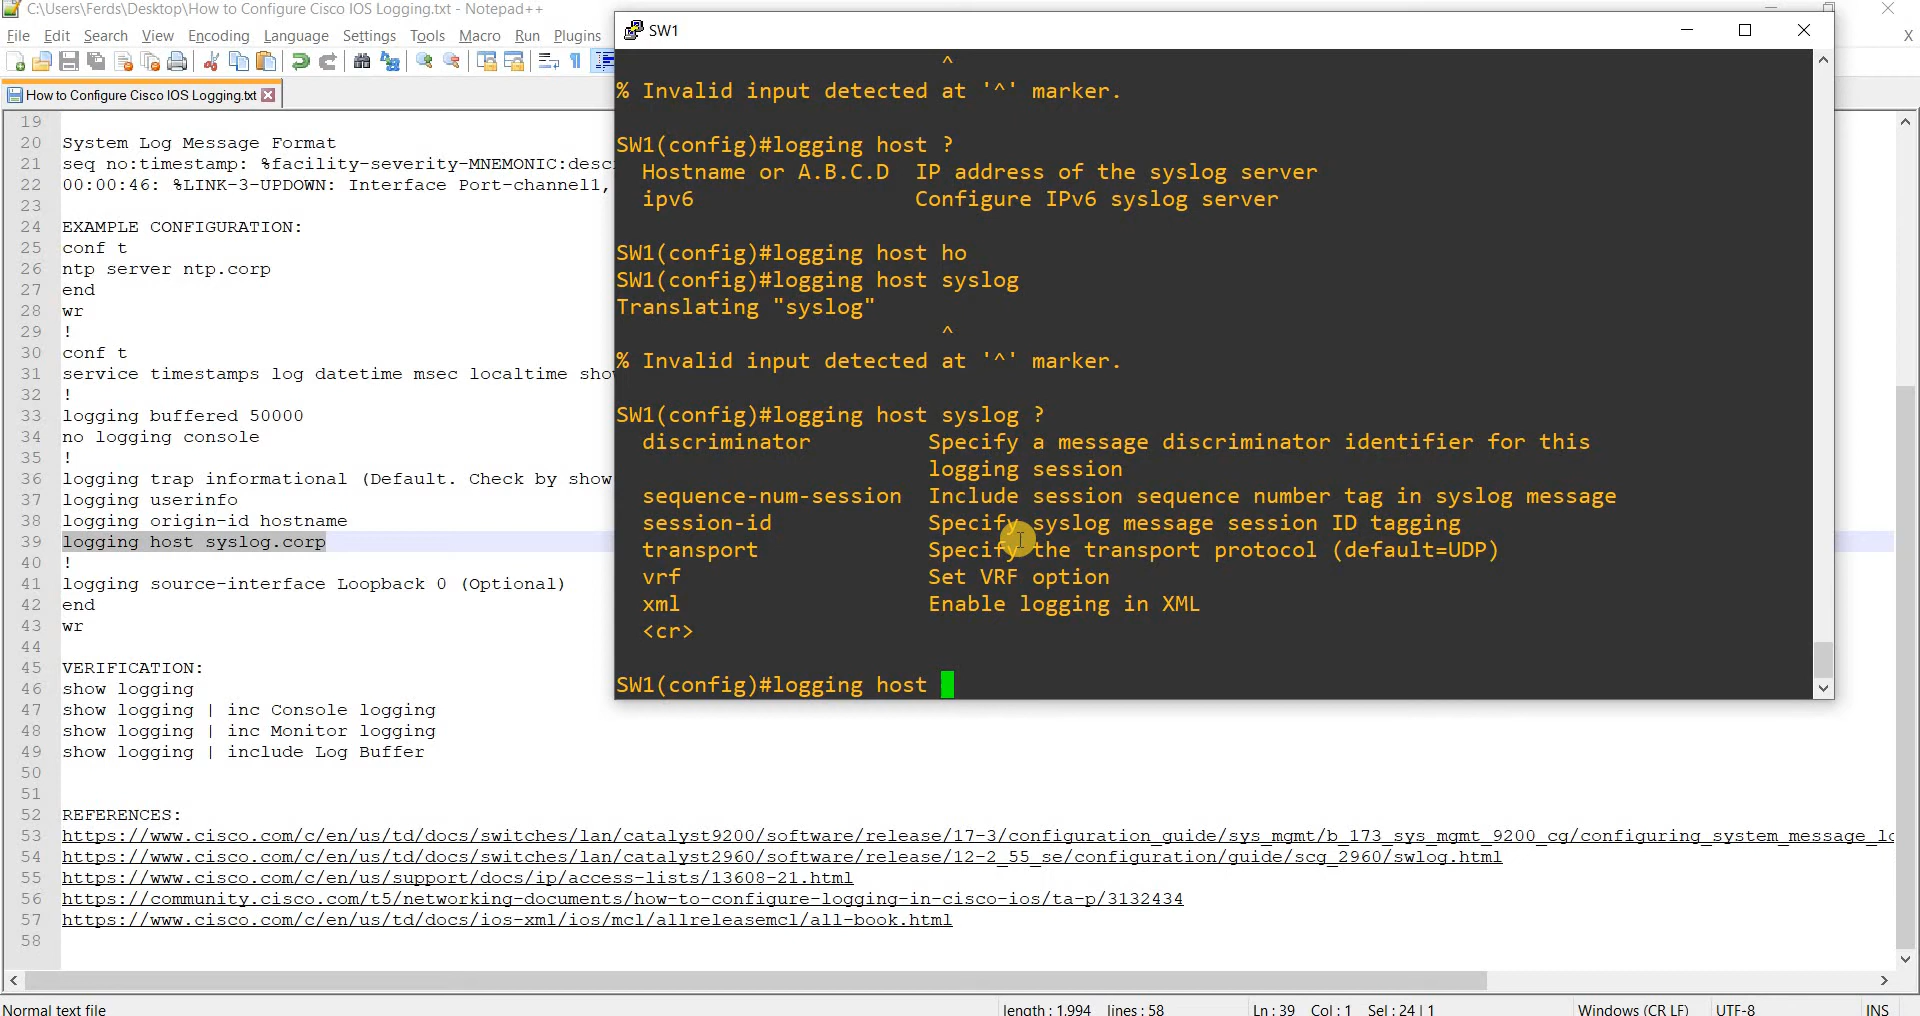 C:\Users\Ferds\Desktop\How to Configure Cisco IOS Logging.txt - Notepad++
File Edit Search View Encoding Language Settings Tools Macro Run Plugins
X
How to Configure Cisco IOS Logging.txt
19
20 System Log Message Format
21 seq no:timestamp: %facility-severity-MNEMONIC:desc
22 00:00:46: %LINK-3-UPDOWN: Interface Port-channel1,
23
24 EXAMPLE CONFIGURATION:
25 conf t
26 ntp server ntp.corp
27 end
28 wr
29 !
30 conf t
31 service timestamps log datetime msec localtime sho
32 !
33 logging buffered 50000
34 no logging console
35 !
36 logging trap informational (Default. Check by show
37 logging userinfo
38 logging origin-id hostname
39 logging host syslog.corp
40 !
41 logging source-interface Loopback 0 (Optional)
42 end
43 wr
44
45 VERIFICATION:
46 show logging
47 show logging | inc Console logging
48 show logging | inc Monitor logging
49 show logging | include Log Buffer
50
51
52 REFERENCES:
53 https://www.cisco.com/c/en/us/td/docs/switches/lan/catalyst9200/software/release/17-3/configuration_guide/sys_mgmt/b_173_sys_mgmt_9200_cg/configuring_system_message_lo
54 https://www.cisco.com/c/en/us/td/docs/switches/lan/catalyst2960/software/release/12-2_55_se/configuration/guide/scg_2960/swlog.html
55 https://www.cisco.com/c/en/us/support/docs/ip/access-lists/13608-21.html
56 https://community.cisco.com/t5/networking-documents/how-to-configure-logging-in-cisco-ios/ta-p/3132434
57 https://www.cisco.com/c/en/us/td/docs/ios-xml/ios/mcl/allreleasemcl/all-book.html
58
Normal text file length : 1,994 lines : 58 Ln : 39 Col : 1 Sel : 24 | 1 Windows (CR LF) UTF-8 INS
SW1
^
% Invalid input detected at '^' marker.
SW1(config)#logging host ?
Hostname or A.B.C.D IP address of the syslog server
ipv6 Configure IPv6 syslog server
SW1(config)#logging host ho
SW1(config)#logging host syslog
Translating "syslog"
^
% Invalid input detected at '^' marker.
SW1(config)#logging host syslog ?
discriminator Specify a message discriminator identifier for this
logging session
sequence-num-session Include session sequence number tag in syslog message
session-id Specify syslog message session ID tagging
transport Specify the transport protocol (default=UDP)
vrf Set VRF option
xml Enable logging in XML
<cr>
SW1(config)#logging host